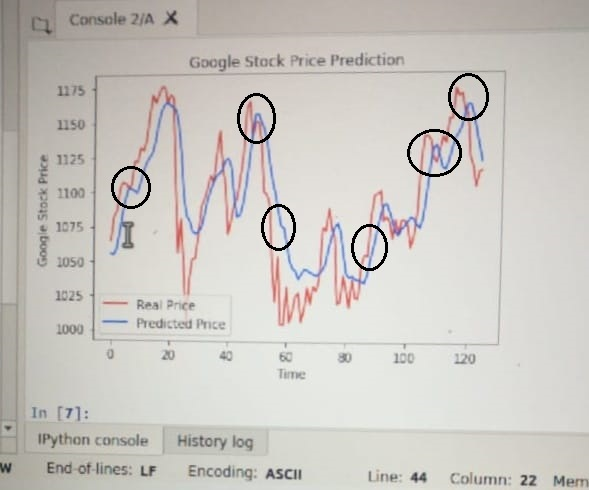 Console 2/A X
Google Stock Price Prediction
Google Stock Price
1175
1150
1125
1100
1075
1050
1025
1000
Real Price
Predicted Price
0 20 40 60 80 100 120
Time
In [7]:
IPython console History log
W End-of-lines: LF Encoding: ASCII Line: 44 Column: 22 Mem